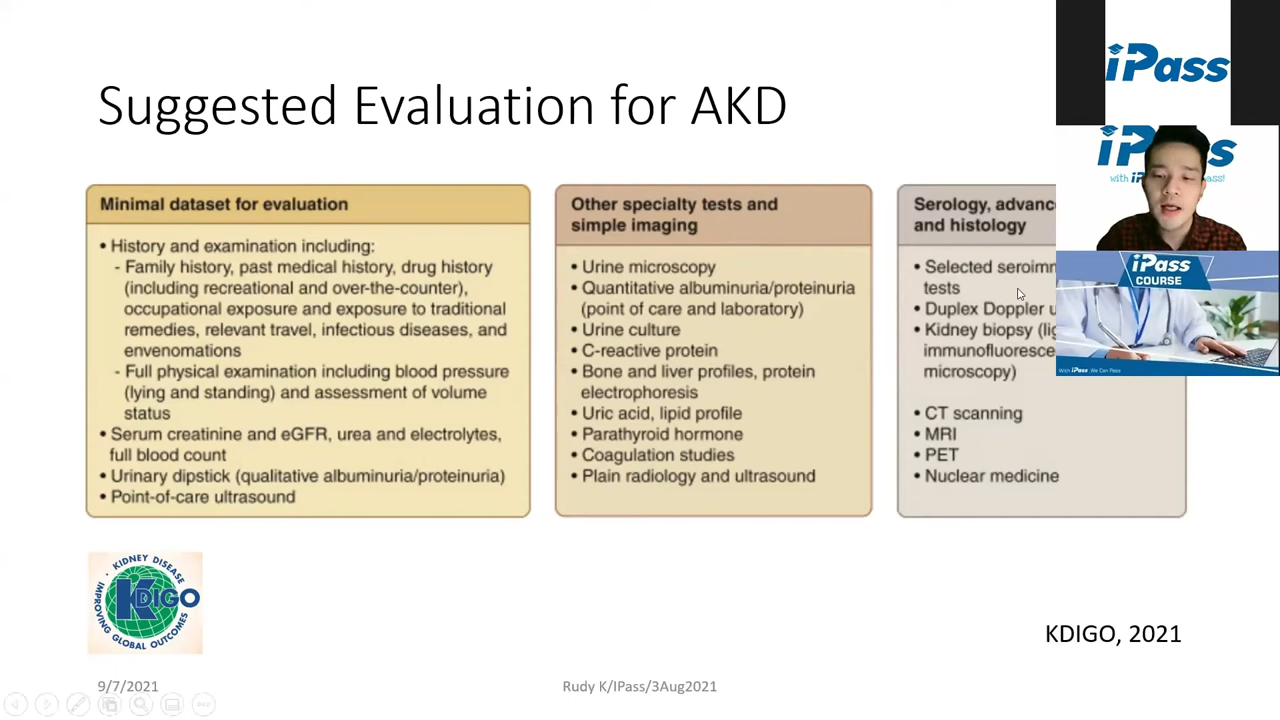 iPass
Suggested Evaluation for AKD
with
pass!
Minimal dataset for evaluation
• History and examination including:
- Family history, past medical history, drug history
(including recreational and over-the-counter),
occupational exposure and exposure to traditional
remedies, relevant travel, infectious diseases, and
envenomations
- Full physical examination including blood pressure
(lying and standing) and assessment of volume
status
• Serum creatinine and eGFR, urea and electrolytes,
full blood count
• Urinary dipstick (qualitative albuminuria/proteinuria)
• Point-of-care ultrasound
Other specialty tests and
simple imaging
• Urine microscopy
• Quantitative albuminuria/proteinuria
(point of care and laboratory)
• Urine culture
• C-reactive protein
• Bone and liver profiles, protein
electrophoresis
• Uric acid, lipid profile
• Parathyroid hormone
• Coagulation studies
• Plain radiology and ultrasound
Serology,
and histology
• Selected
tests
• Duplex Doppler
• Kidney biopsy
microscopy)
• CT scanning
• MRI
• PET
• Nuclear medicine
iPass
COURSE
With iPass, We Can Pass
KIDNEY DISEASE
KDIGO
IMPROVING GLOBAL OUTCOMES
KDIGO, 2021
9/7/2021
Rudy K/IPass/3Aug2021